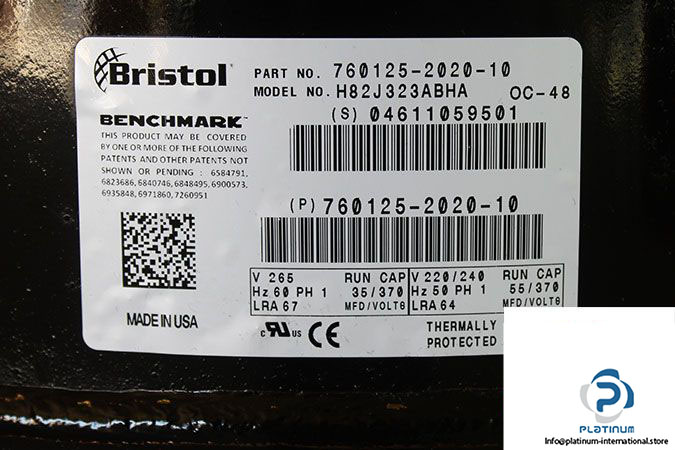 Bristol
PART NO. 760125-2020-10
MODEL NO. H82J323ABHA OC-48
(S) 04611059501
BENCHMARK™
THIS PRODUCT MAY BE COVERED
BY ONE OR MORE OF THE FOLLOWING
PATENTS AND OTHER PATENTS NOT
SHOWN OR PENDING : 6584791,
6823686, 6840746, 6848495, 6900573,
6935848, 6971860, 7260951
(P) 760125-2020-10
V 265 RUN CAP
Hz 60 PH 1 35/370
LRA 67 MFD/VOLTS
V 220/240 RUN CAP
Hz 50 PH 1 55/370
LRA 64 MFD/VOLTS
MADE IN USA
c RU us CE
THERMALLY
PROTECTED
PLATINUM
Info@platinum-international.store